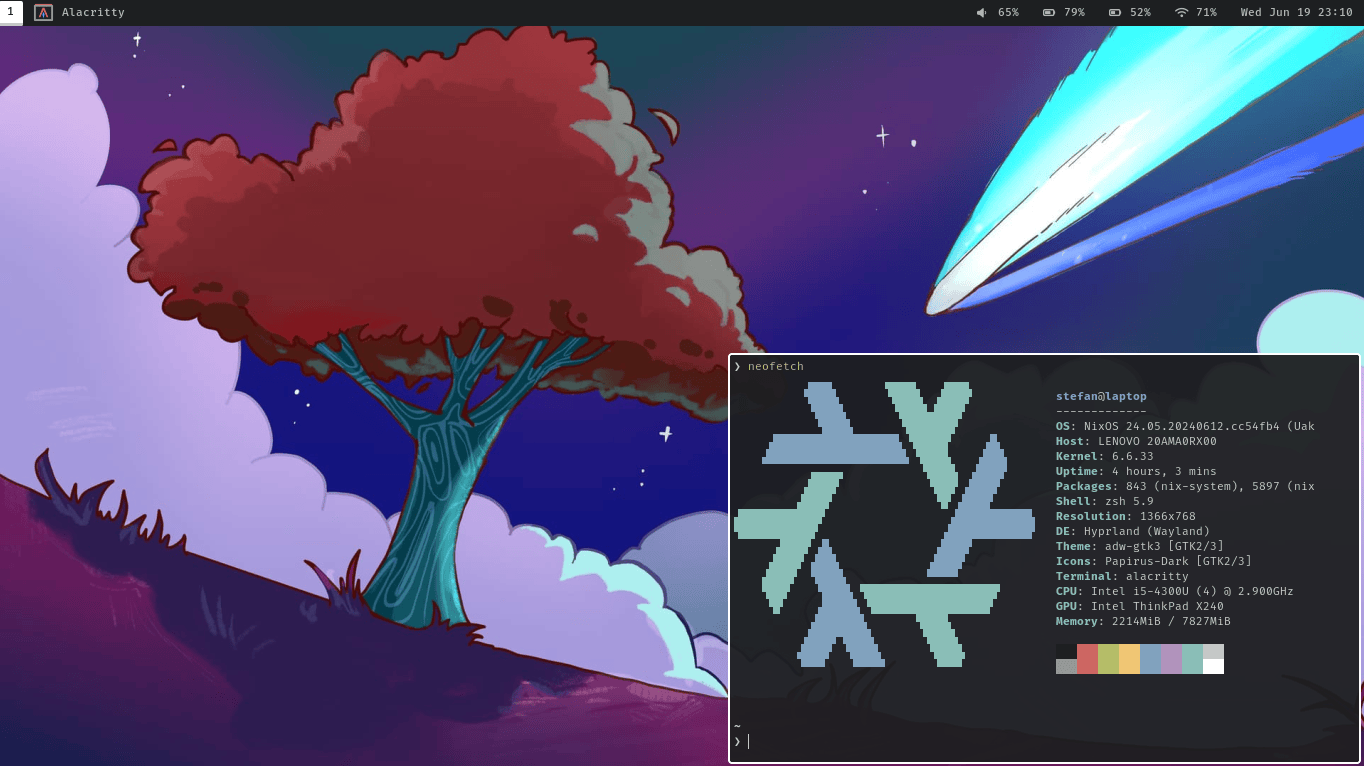 1 Alacritty 65% 79% 52% 71% Wed Jun 19 23:10
❯ neofetch
stefan@laptop
-------------
OS: NixOS 24.05.20240612.cc54fb4 (Uak
Host: LENOVO 20AMA0RX00
Kernel: 6.6.33
Uptime: 4 hours, 3 mins
Packages: 843 (nix-system), 5897 (nix
Shell: zsh 5.9
Resolution: 1366x768
DE: Hyprland (Wayland)
Theme: adw-gtk3 [GTK2/3]
Icons: Papirus-Dark [GTK2/3]
Terminal: alacritty
CPU: Intel i5-4300U (4) @ 2.900GHz
GPU: Intel ThinkPad X240
Memory: 2214MiB / 7827MiB
~
❯